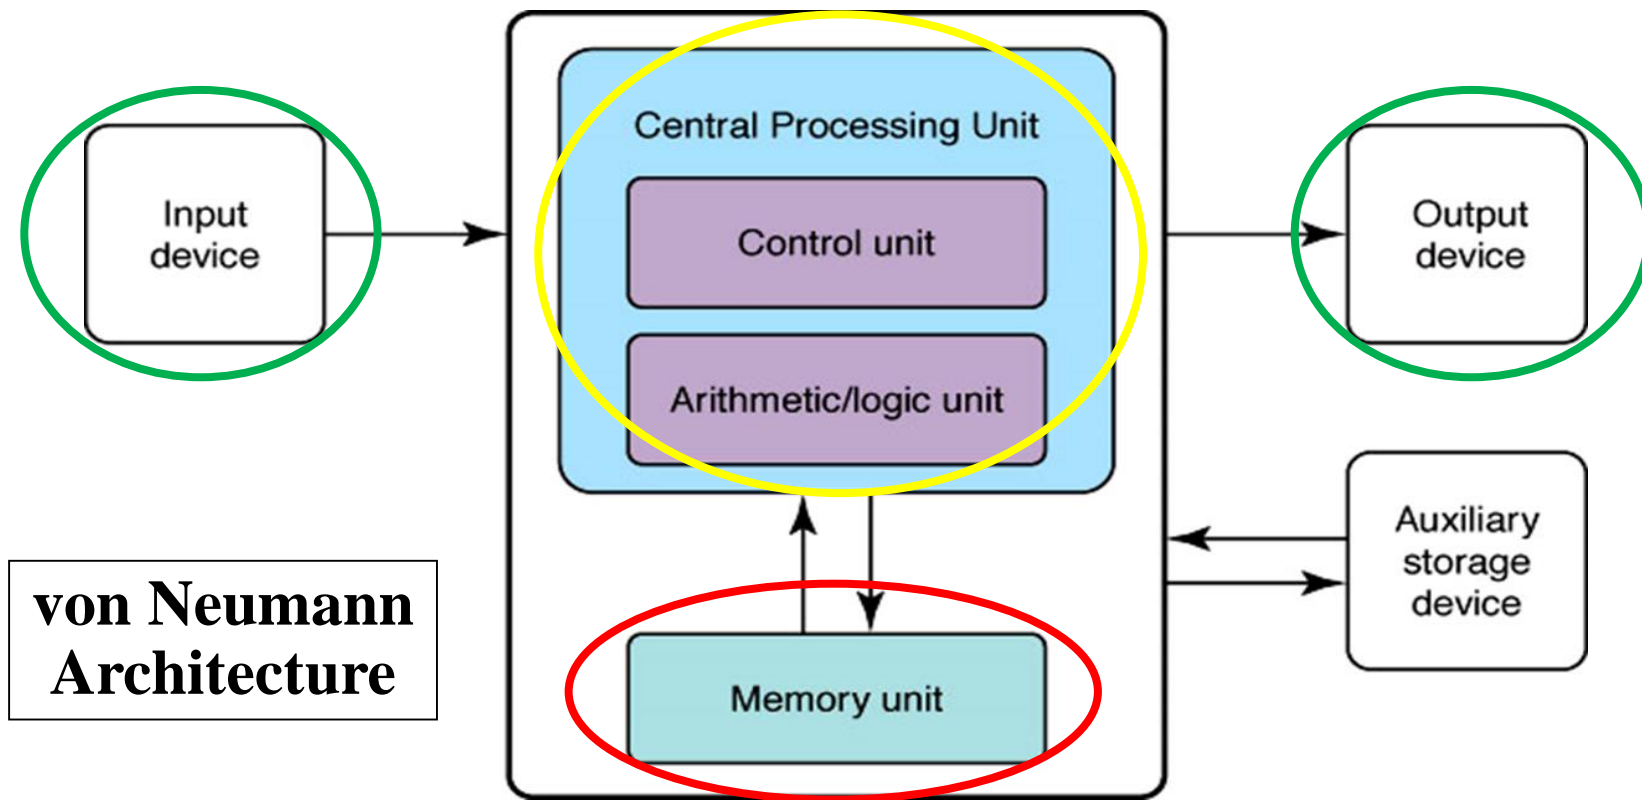 Central Processing Unit
Input
device
Control unit
Output
device
Arithmetic/logic unit
Auxiliary
storage
device
von Neumann
Architecture
Memory unit